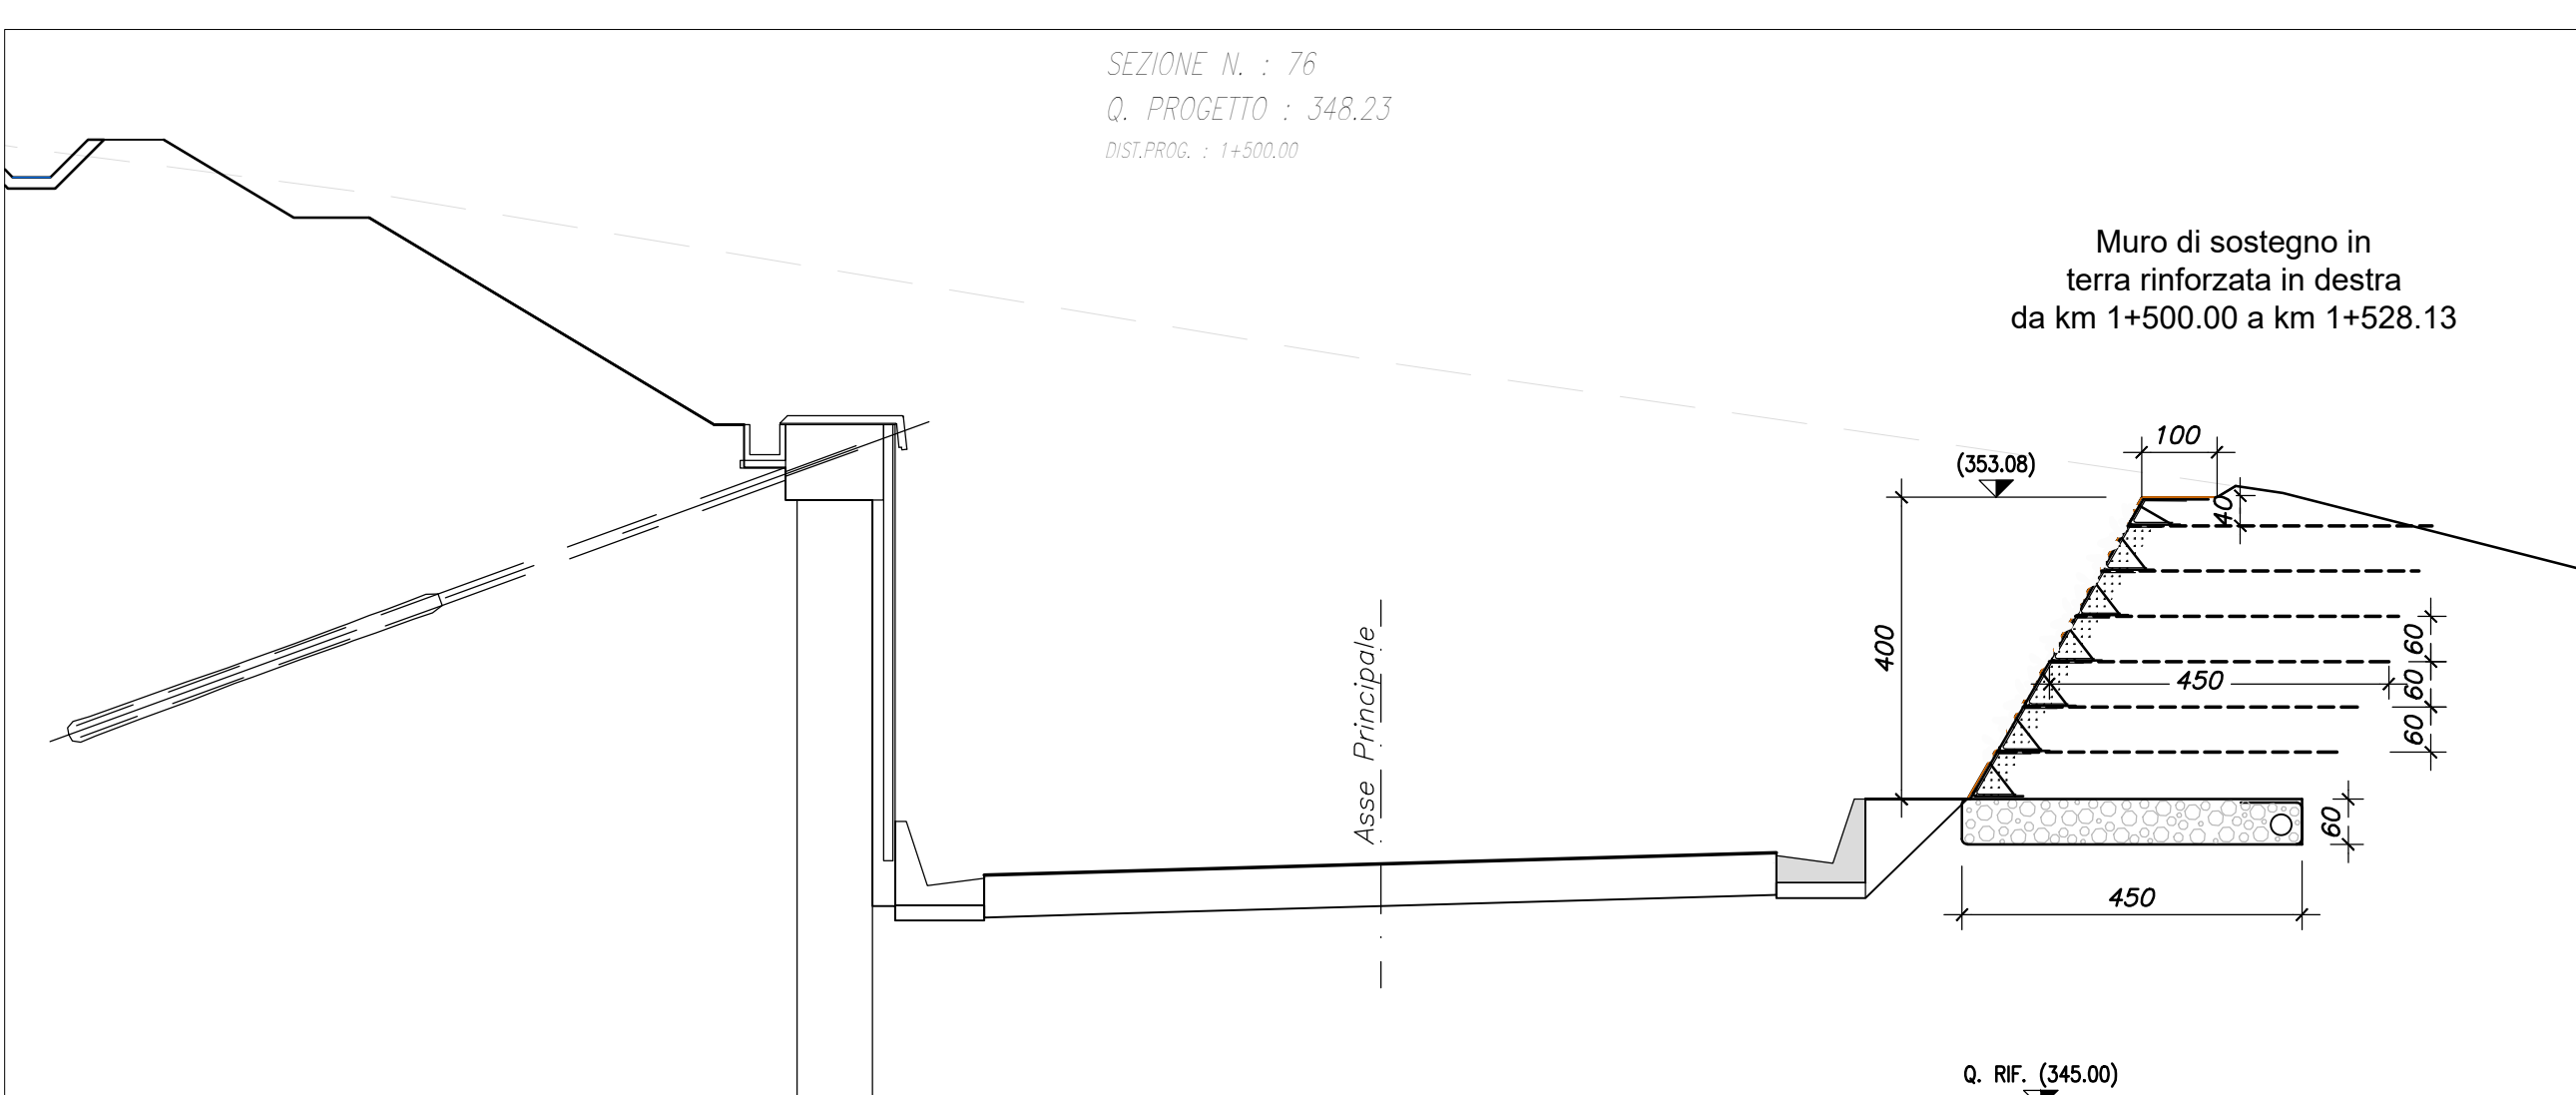 SEZIONE N. : 76
Q. PROGETTO : 348.23
DIST.PROG. : 1+500.00
Muro di sostegno in
terra rinforzata in destra
da km 1+500.00 a km 1+528.13
100
(353.08)
40
400
Asse Principale
60
450
60
60
60
450
Q. RIF. (345.00)